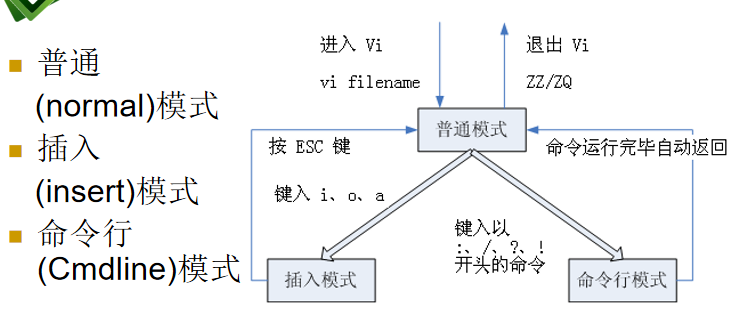 普通
(normal)模式
插入
(insert)模式
命令行
(Cmdline)模式
进入 Vi
vi filename
退出 Vi
ZZ/ZQ
普通模式
按 ESC 键
命令运行完毕自动返回
键入 i、o、a
键入以
:、/、?、!
开头的命令
插入模式
命令行模式